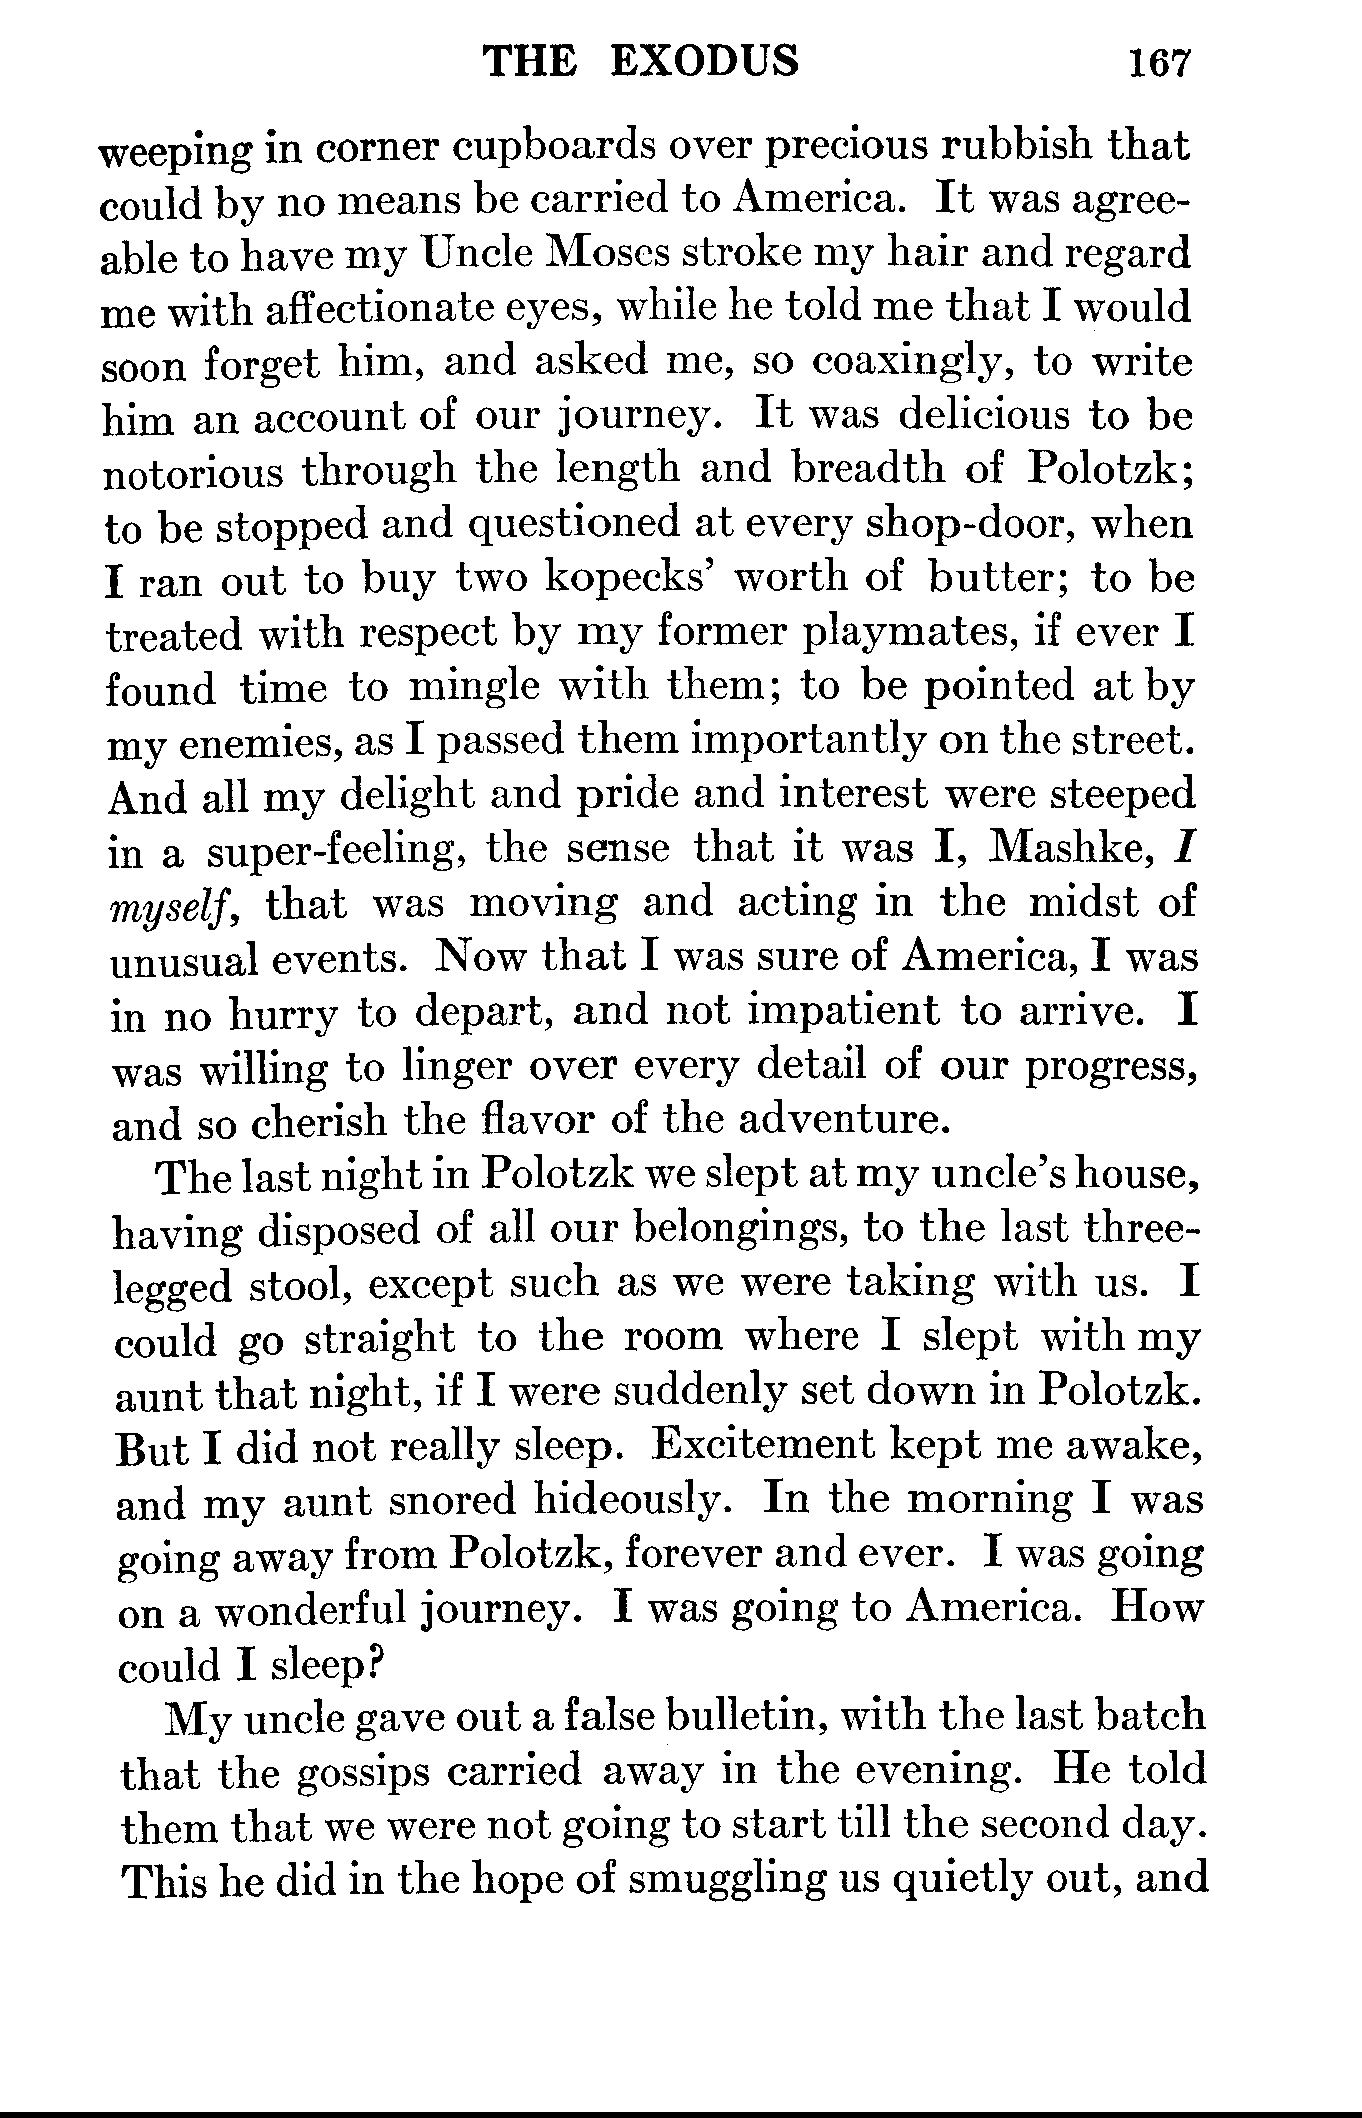 THE EXODUS 167
weeping in corner cupboards over precious rubbish that
could by no means be carried to America. It was agree-
able to have my Uncle Moses stroke my hair and regard
me with affectionate eyes, while he told me that I would
soon forget him, and asked me, so coaxingly, to write
him an account of our journey. It was delicious to be
notorious through the length and breadth of Polotzk;
to be stopped and questioned at every shop-door, when
I ran out to buy two kopecks' worth of butter; to be
treated with respect by my former playmates, if ever I
found time to mingle with them; to be pointed at by
my enemies, as I passed them importantly on the street.
And all my delight and pride and interest were steeped
in a super-feeling, the sense that it was I, Mashke, I
myself, that was moving and acting in the midst of
unusual events. Now that I was sure of America, I was
in no hurry to depart, and not impatient to arrive. I
was willing to linger over every detail of our progress,
and so cherish the flavor of the adventure.
The last night in Polotzk we slept at my uncle's house,
having disposed of all our belongings, to the last three-
legged stool, except such as we were taking with us. I
could go straight to the room where I slept with my
aunt that night, if I were suddenly set down in Polotzk.
But I did not really sleep. Excitement kept me awake,
and my aunt snored hideously. In the morning I was
going away from Polotzk, forever and ever. I was going
on a wonderful journey. I was going to America. How
could I sleep?
My uncle gave out a false bulletin, with the last batch
that the gossips carried away in the evening. He told
them that we were not going to start till the second day.
This he did in the hope of smuggling us quietly out, and